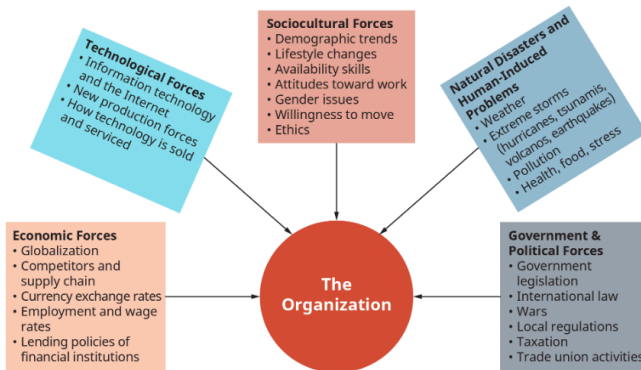 Technological Forces
• Information technology
and the Internet
• New production forces
• How technology is sold
and serviced
Sociocultural Forces
• Demographic trends
• Lifestyle changes
• Availability skills
• Attitudes toward work
• Gender issues
• Willingness to move
• Ethics
Natural Disasters and
Human-Induced
Problems
• Weather
• Extreme storms
(hurricanes, tsunamis,
volcanos, earthquakes)
• Pollution
• Health, food, stress
Economic Forces
• Globalization
• Competitors and
supply chain
• Currency exchange rates
• Employment and wage
rates
• Lending policies of
financial institutions
The
Organization
Government &
Political Forces
• Government
legislation
• International law
• Wars
• Local regulations
• Taxation
• Trade union activities